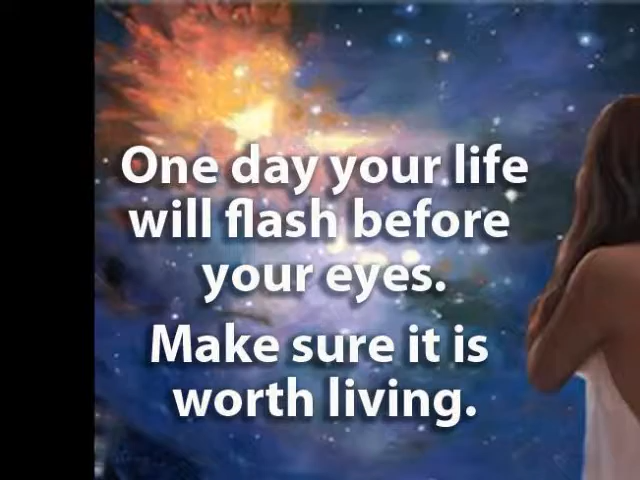 One day your life
will flash before
your eyes.
Make sure it is
worth living.